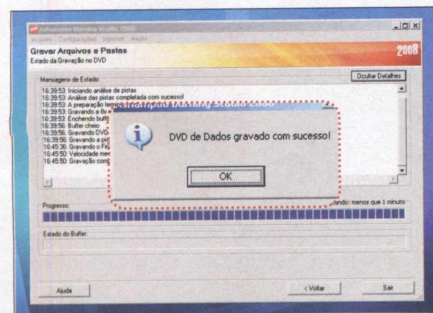 Ashampoo Burning Studio 2008
Arquivo Configurações Internet Ajuda
Gravar Arquivos e Pastas
Estado da Gravação no DVD
2008
Mensagens de Estado:
Ocultar Detalhes
16:39:53 Iniciando análise de pistas
16:39:53 Análise das pistas completada com sucesso!
16:39:53 A preparação
16:39:53 Gravando a
16:39:53 Enchendo
16:39:56 Buffer cheio
16:39:56 Gravando DVD
16:39:56 Gravando a
16:45:36 Gravando o
16:45:50 Velocidade
16:45:50 Gravação
DVD de Dados gravado com sucesso!
OK
Progresso:
menos que 1 minuto
Estado do Buffer:
Ajuda
< Voltar
Sair